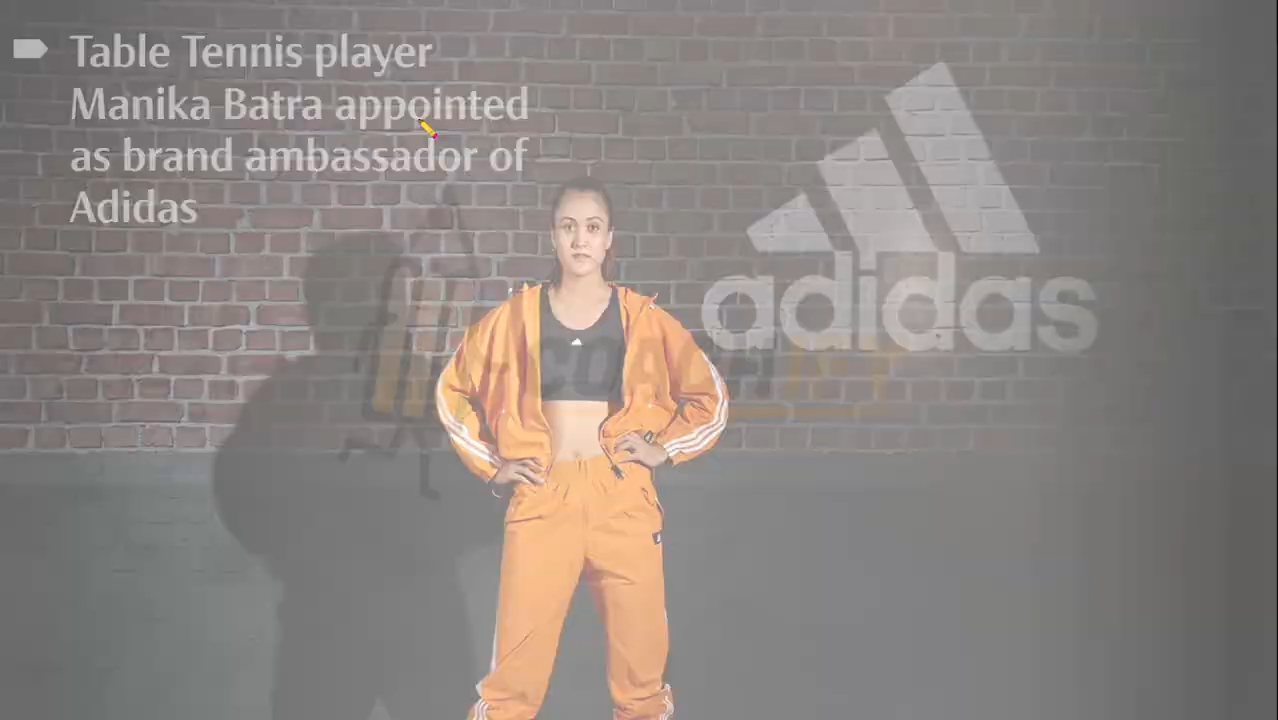 Table Tennis player
Manika Batra appointed
as brand ambassador of
Adidas
adidas